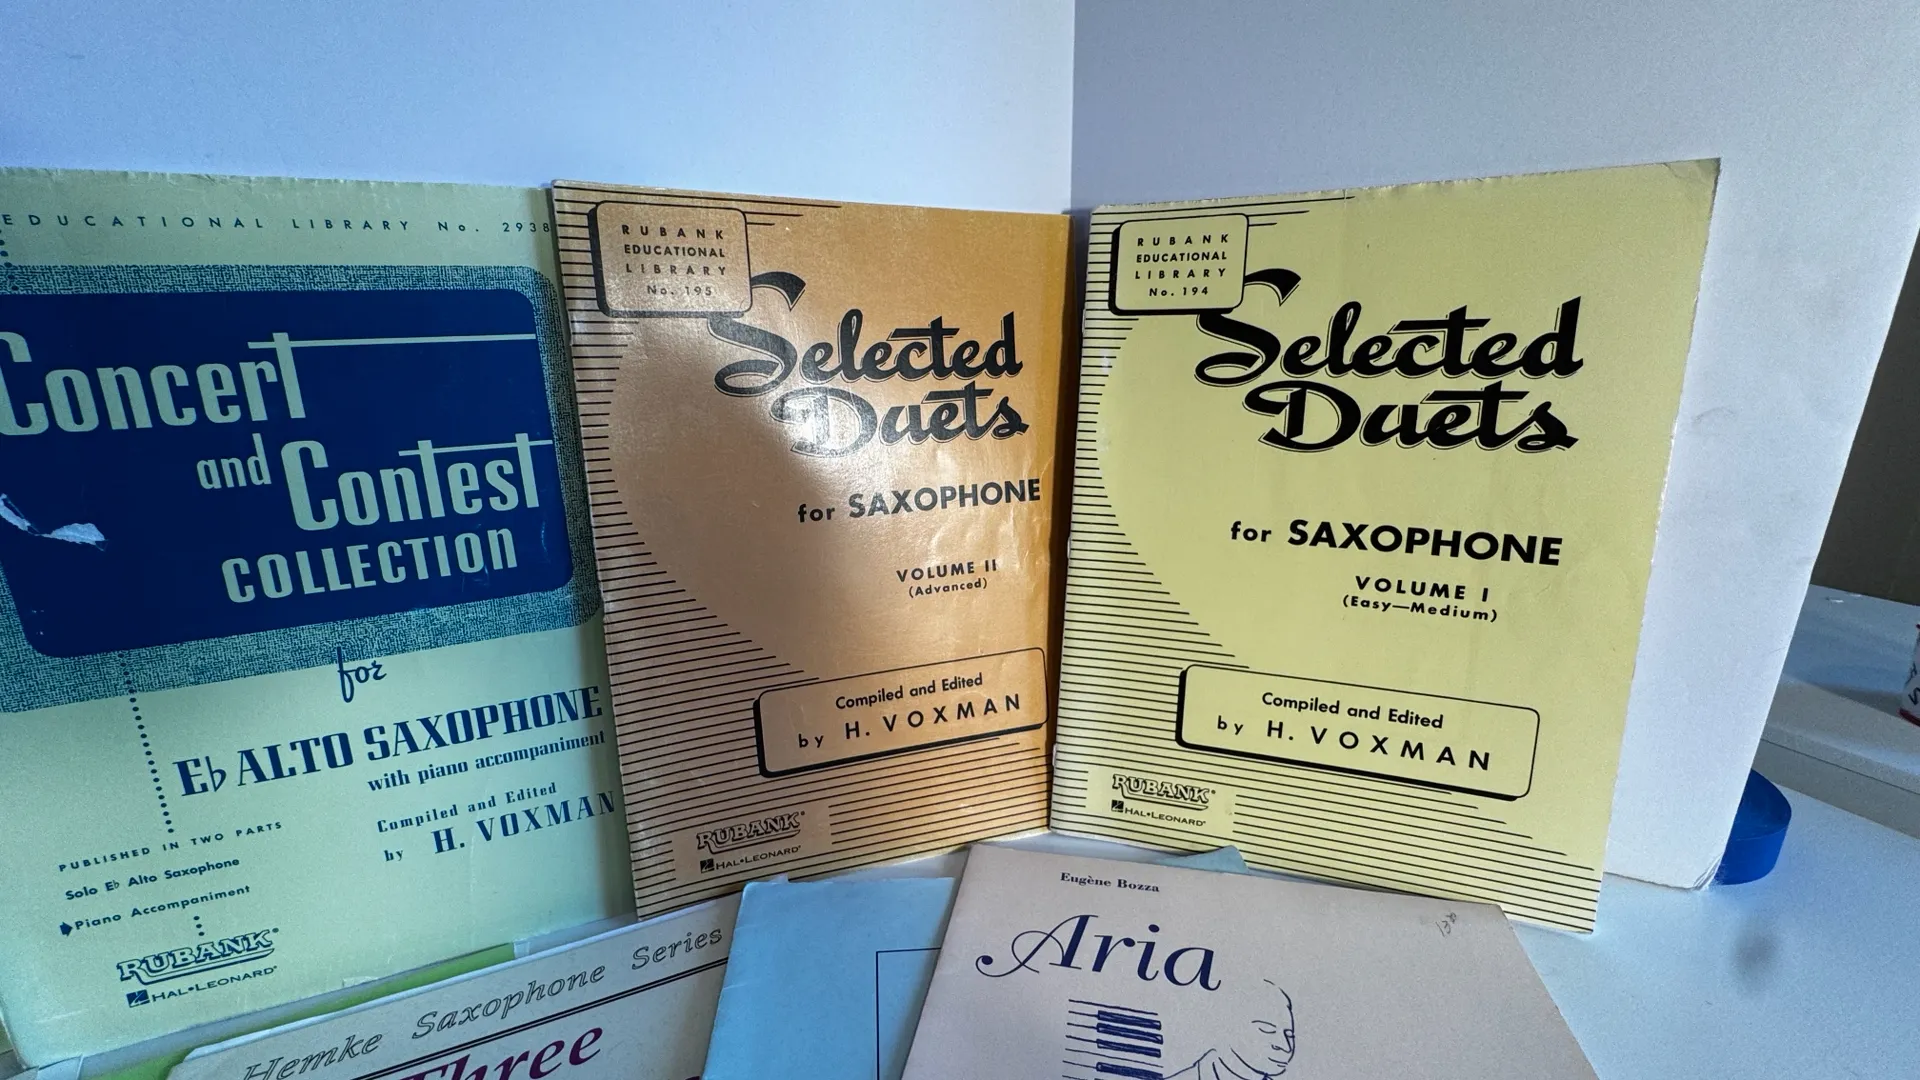 EDUCATIONAL LIBRARY No. 2938
Concert
and Contest
COLLECTION
for
E♭ ALTO SAXOPHONE
with piano accompaniment
Compiled and Edited
by H. VOXMAN
PUBLISHED IN TWO PARTS
Solo E♭ Alto Saxophone
Piano Accompaniment
RUBANK
HAL•LEONARD
RUBANK
EDUCATIONAL
LIBRARY
No. 195
Selected
Duets
for SAXOPHONE
VOLUME II
(Advanced)
Compiled and Edited
by H. VOXMAN
RUBANK
HAL•LEONARD
RUBANK
EDUCATIONAL
LIBRARY
No. 194
Selected
Duets
for SAXOPHONE
VOLUME I
(Easy—Medium)
Compiled and Edited
by H. VOXMAN
RUBANK
HAL•LEONARD
Hemke Saxophone Series
Three
Eugène Bozza
Aria